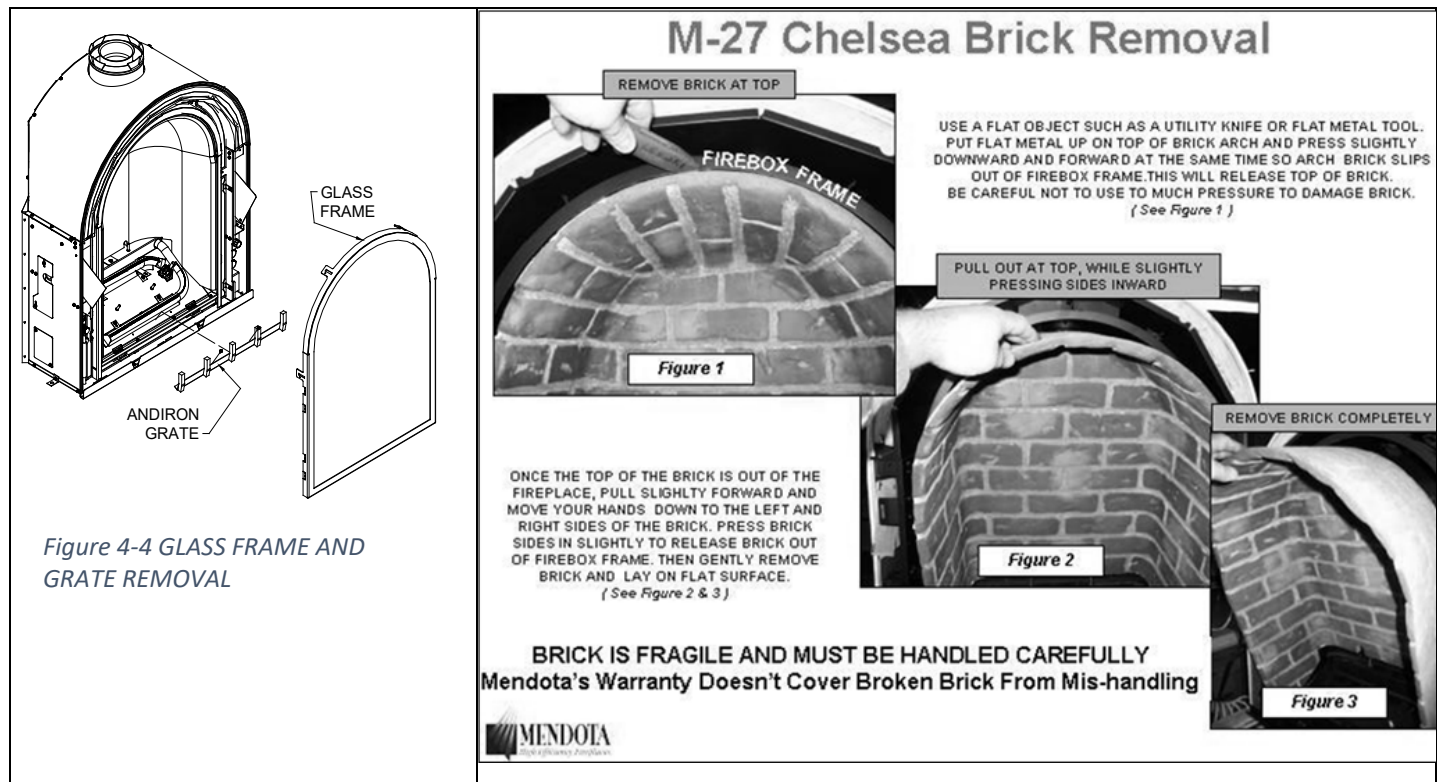 GLASS
FRAME
ANDIRON
GRATE
Figure 4-4 GLASS FRAME AND
GRATE REMOVAL
M-27 Chelsea Brick Removal
REMOVE BRICK AT TOP
FIREBOX FRAME
Figure 1
USE A FLAT OBJECT SUCH AS A UTILITY KNIFE OR FLAT METAL TOOL.
PUT FLAT METAL UP ON TOP OF BRICK ARCH AND PRESS SLIGHTLY
DOWNWARD AND FORWARD AT THE SAME TIME SO ARCH BRICK SLIPS
OUT OF FIREBOX FRAME.THIS WILL RELEASE TOP OF BRICK.
BE CAREFUL NOT TO USE TO MUCH PRESSURE TO DAMAGE BRICK.
( See Figure 1 )
PULL OUT AT TOP, WHILE SLIGHTLY
PRESSING SIDES INWARD
Figure 2
REMOVE BRICK COMPLETELY
Figure 3
ONCE THE TOP OF THE BRICK IS OUT OF THE
FIREPLACE, PULL SLIGHLTY FORWARD AND
MOVE YOUR HANDS DOWN TO THE LEFT AND
RIGHT SIDES OF THE BRICK. PRESS BRICK
SIDES IN SLIGHTLY TO RELEASE BRICK OUT
OF FIREBOX FRAME. THEN GENTLY REMOVE
BRICK AND LAY ON FLAT SURFACE.
( See Figure 2 & 3 )
BRICK IS FRAGILE AND MUST BE HANDLED CAREFULLY
Mendota's Warranty Doesn't Cover Broken Brick From Mis-handling
MENDOTA
High Efficiency Fireplaces